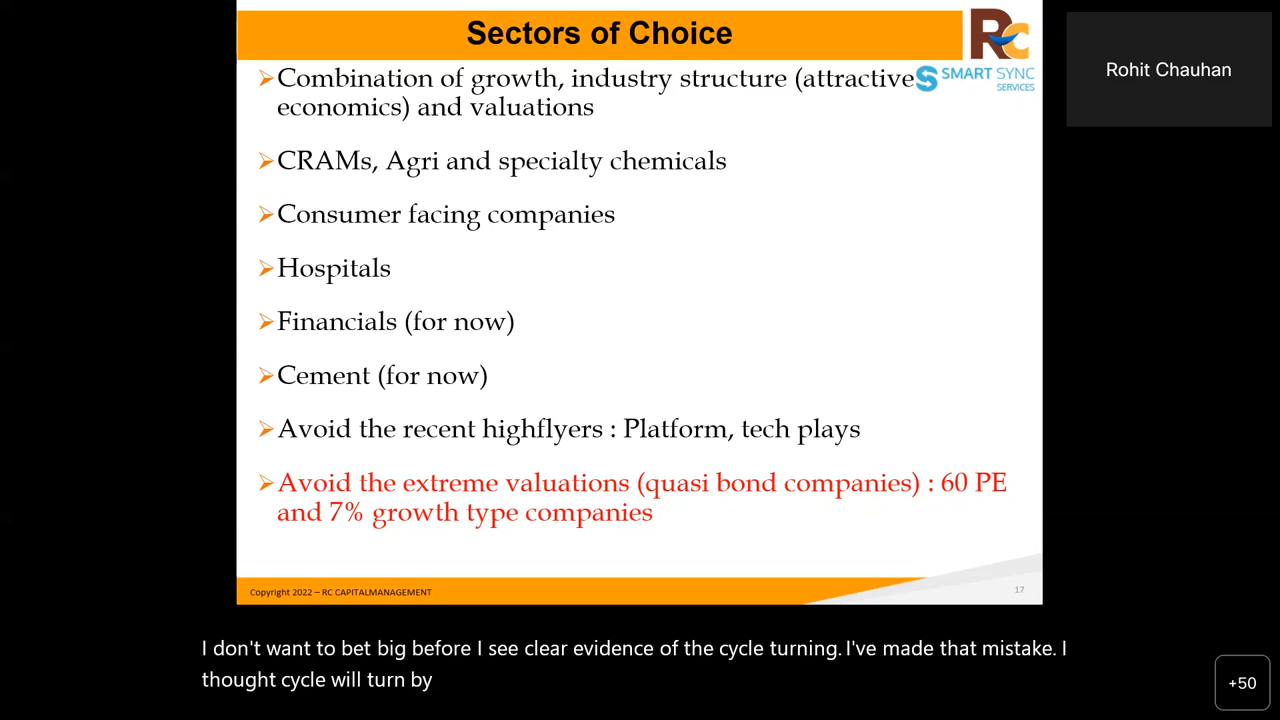 Sectors of Choice
Rc
SMART SYNC
SERVICES
Rohit Chauhan
Combination of growth, industry structure (attractive
economics) and valuations
CRAMs, Agri and specialty chemicals
Consumer facing companies
Hospitals
Financials (for now)
Cement (for now)
Avoid the recent highflyers : Platform, tech plays
Avoid the extreme valuations (quasi bond companies) : 60 PE
and 7% growth type companies
Copyright 2022 – RC CAPITALMANAGEMENT
17
I don't want to bet big before I see clear evidence of the cycle turning. I've made that mistake. I
thought cycle will turn by
+50